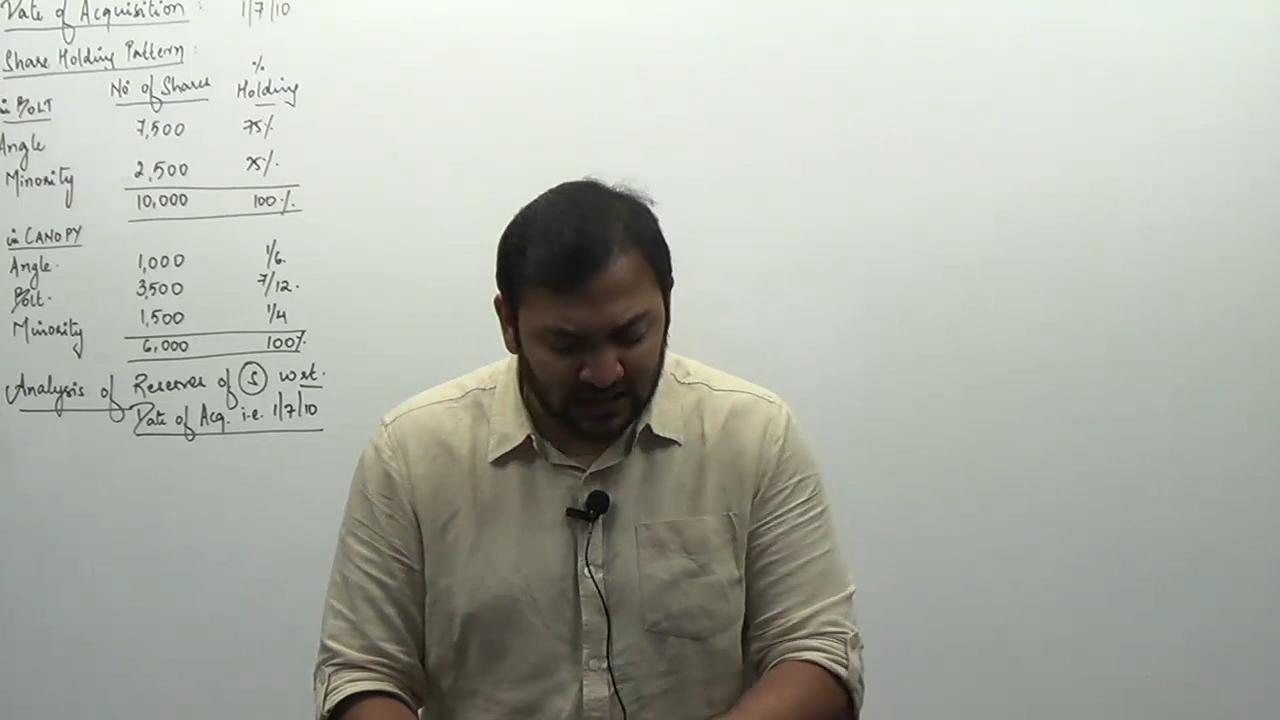 Date of Acquisition : 1/7/10
Share Holding Pattern :
No of Shares % Holding
in BOLT
Angle 7,500 75%
Minority 2,500 25%.
10,000 100%.
in CANOPY
Angle. 1,000 1/6.
Bolt. 3,500 7/12.
Minority 1,500 1/4
6,000 100%.
Analysis of Reserves of S w.r.t.
Date of Acq. i.e. 1/7/10